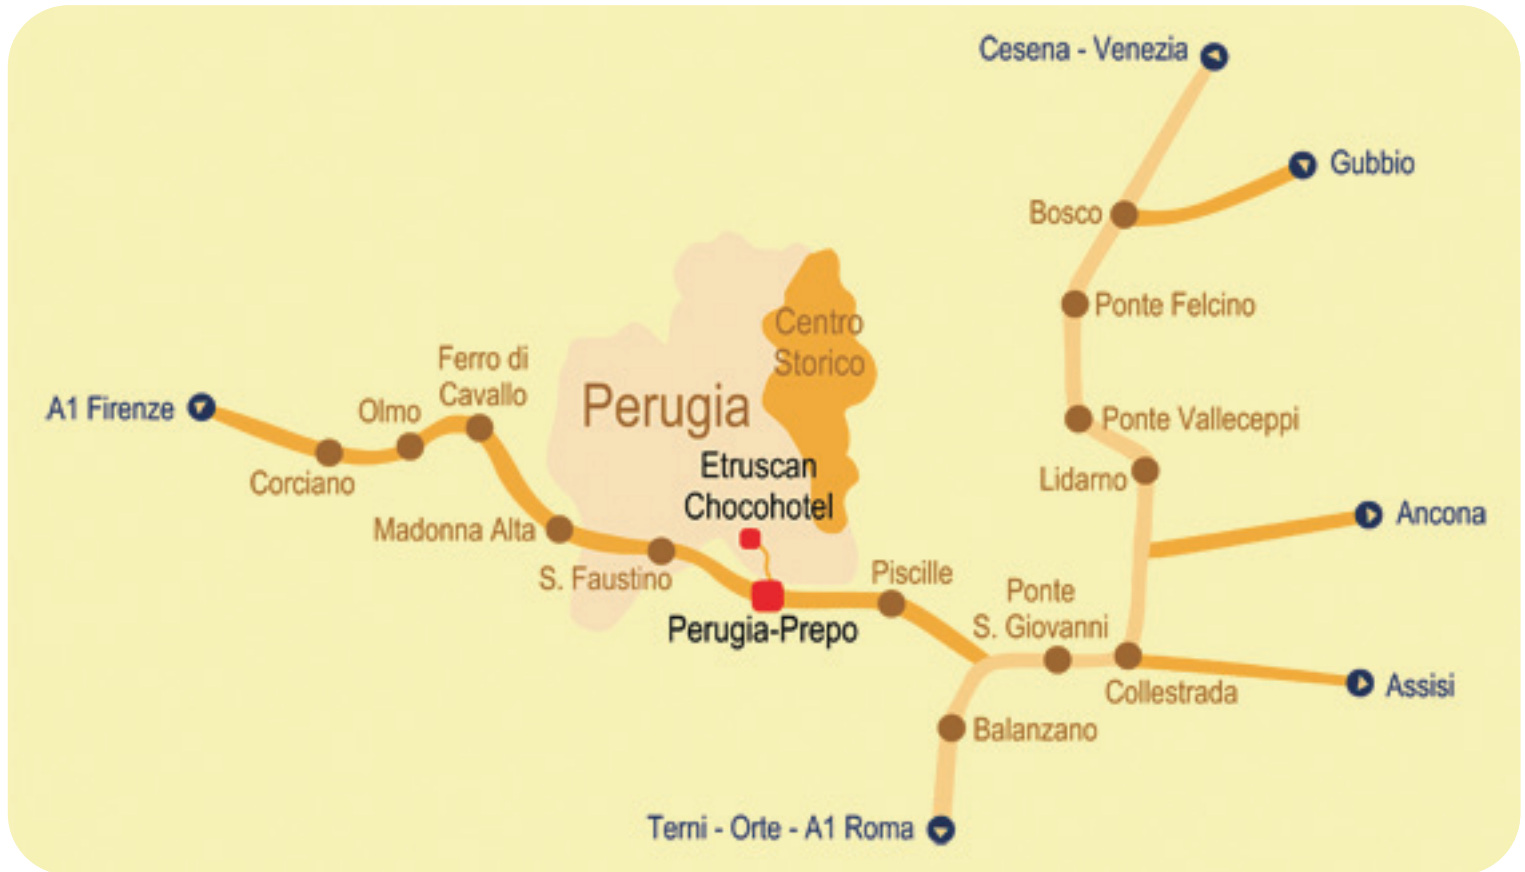 Cesena - Venezia
Gubbio
Bosco
Ponte Felcino
Centro
Storico
Ferro di
Cavallo
Perugia
A1 Firenze
Olmo
Ponte Valleceppi
Corciano
Etruscan
Chocohotel
Lidarno
Ancona
Madonna Alta
S. Faustino
Piscille
Ponte
S. Giovanni
Perugia-Prepo
Collestrada
Assisi
Balanzano
Terni - Orte - A1 Roma